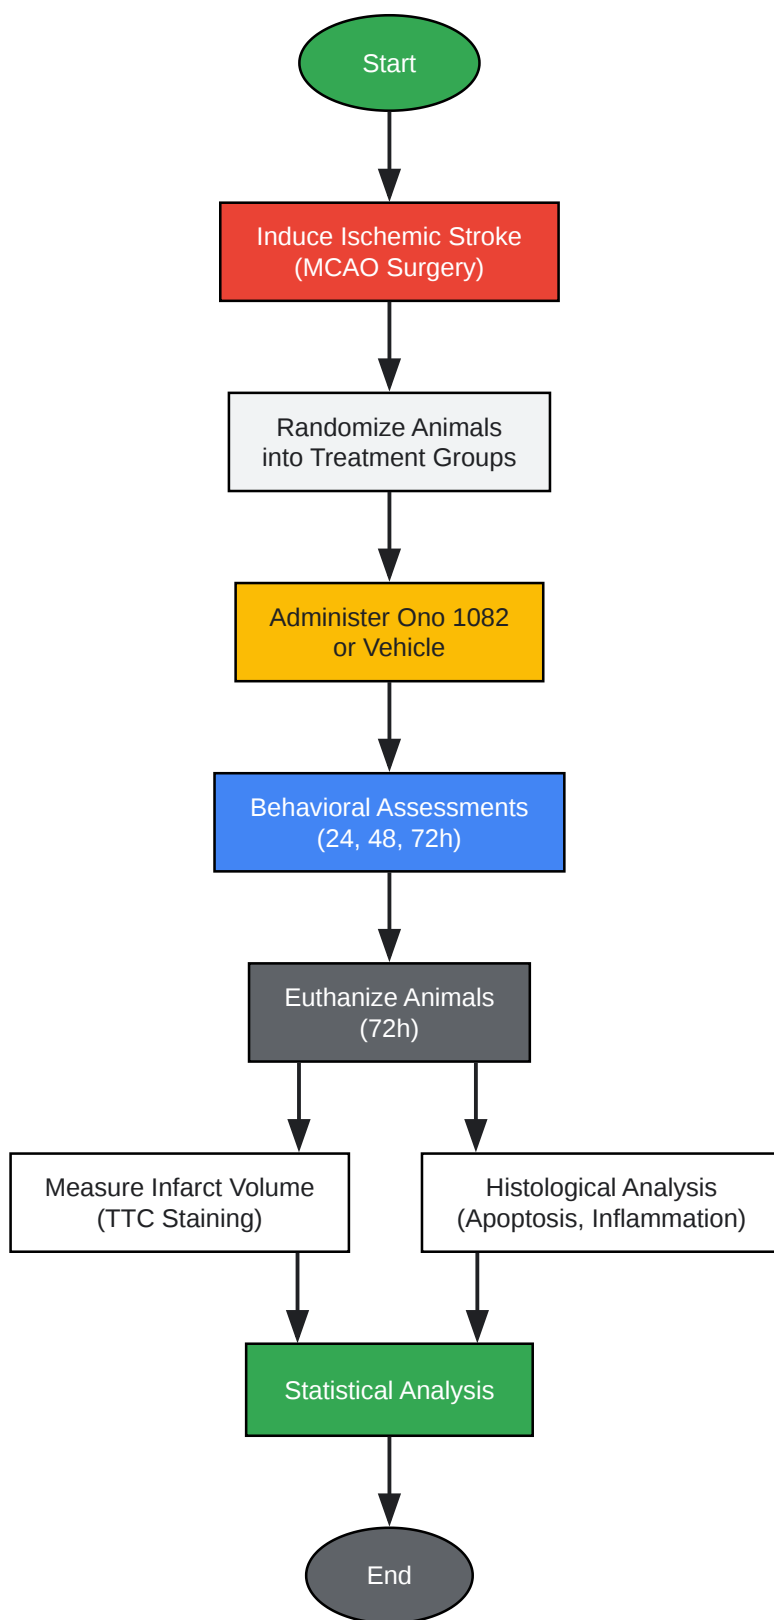 Start
Induce Ischemic Stroke
(MCAO Surgery)
Randomize Animals
into Treatment Groups
Administer Ono 1082
or Vehicle
Behavioral Assessments
(24, 48, 72h)
Euthanize Animals
(72h)
Measure Infarct Volume
(TTC Staining)
Histological Analysis
(Apoptosis, Inflammation)
Statistical Analysis
End